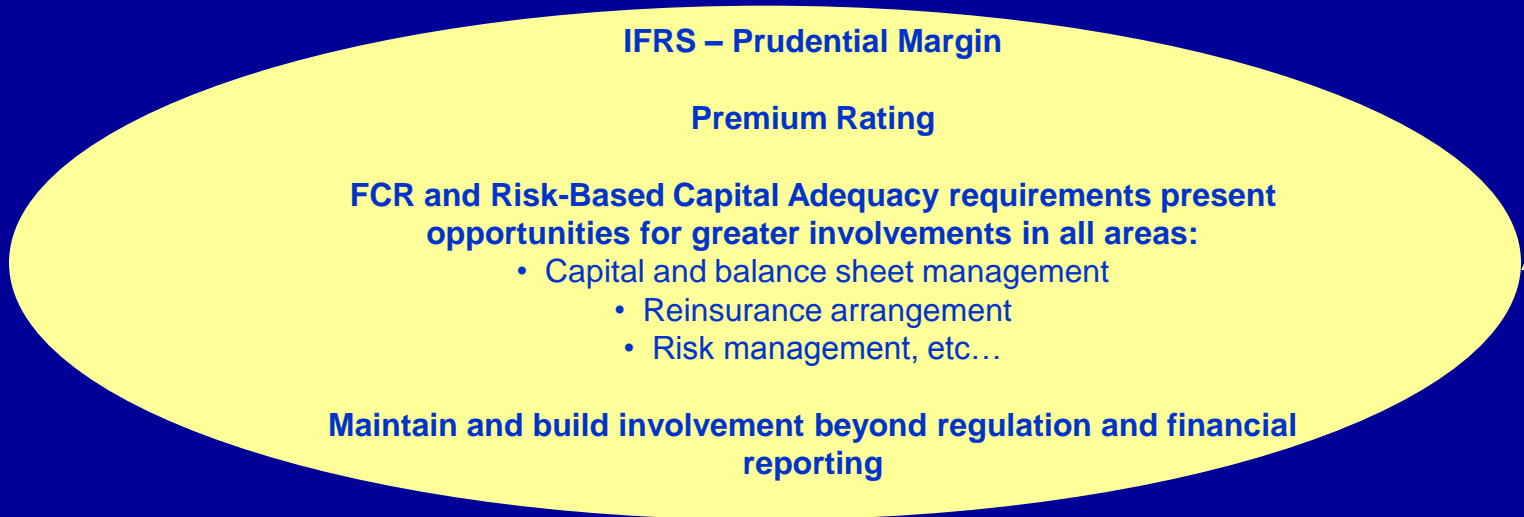 IFRS – Prudential Margin
Premium Rating
FCR and Risk-Based Capital Adequacy requirements present
opportunities for greater involvements in all areas:
• Capital and balance sheet management
• Reinsurance arrangement
• Risk management, etc…
Maintain and build involvement beyond regulation and financial
reporting